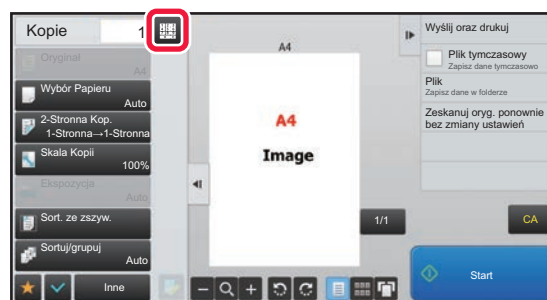 Kopie 1
Oryginał
A4
Wybór Papieru
Auto
2-Stronna Kop.
1-Stronna→1-Stronna
Skala Kopii
100%
Ekspozycja
Auto
Sort. ze zszyw.
Sortuj/grupuj
Auto
Inne
A4
A4
Image
1/1
Wyślij oraz drukuj
Plik tymczasowy
Zapisz dane tymczasowo
Plik
Zapisz dane w folderze
Zeskanuj oryg. ponownie
bez zmiany ustawień
CA
Start